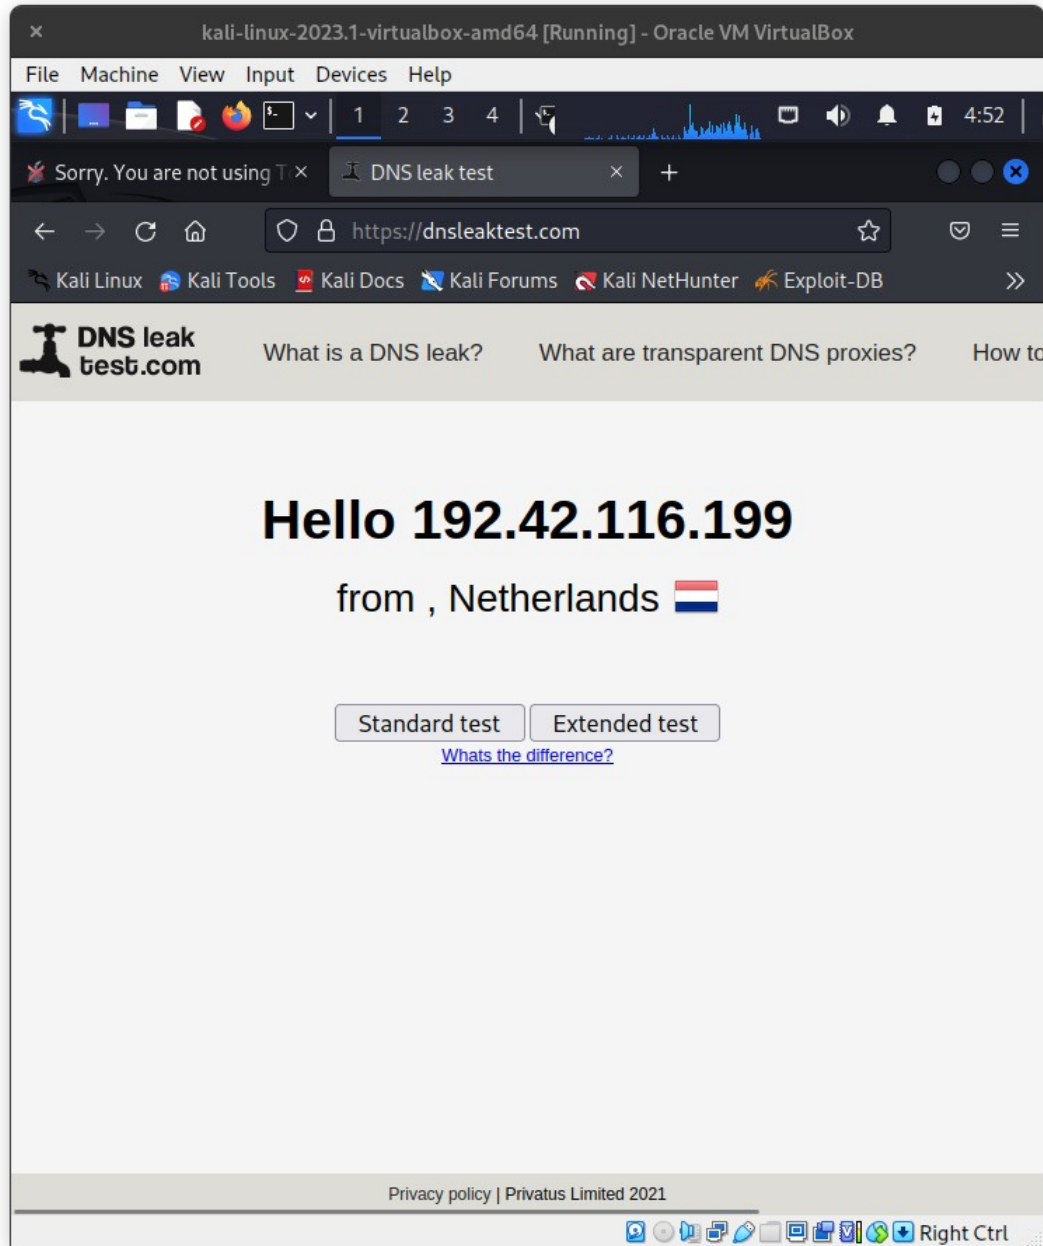 kali-linux-2023.1-virtualbox-amd64 [Running] - Oracle VM VirtualBox
File Machine View Input Devices Help
1 2 3 4 4:52
Sorry. You are not using T
DNS leak test
https://dnsleaktest.com
Kali Linux Kali Tools Kali Docs Kali Forums Kali NetHunter Exploit-DB
DNS leak
test.com
What is a DNS leak? What are transparent DNS proxies? How to
Hello 192.42.116.199
from , Netherlands
Standard test Extended test
Whats the difference?
Privacy policy | Privatus Limited 2021
Right Ctrl